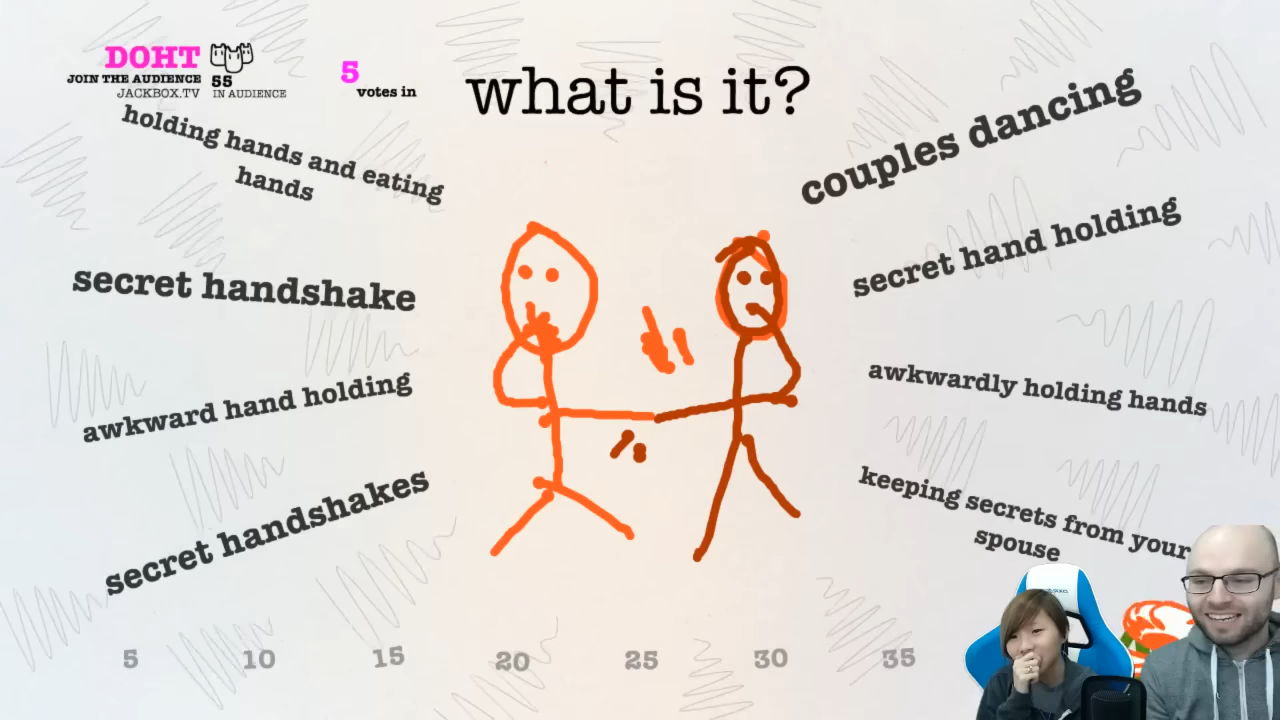 DOHT
JOIN THE AUDIENCE
JACKBOX.TV
55
IN AUDIENCE
5
votes in
what is it?
holding hands and eating
hands
secret handshake
awkward hand holding
secret handshakes
couples dancing
secret hand holding
awkwardly holding hands
keeping secrets from your
spouse
5 10 15 20 25 30 35